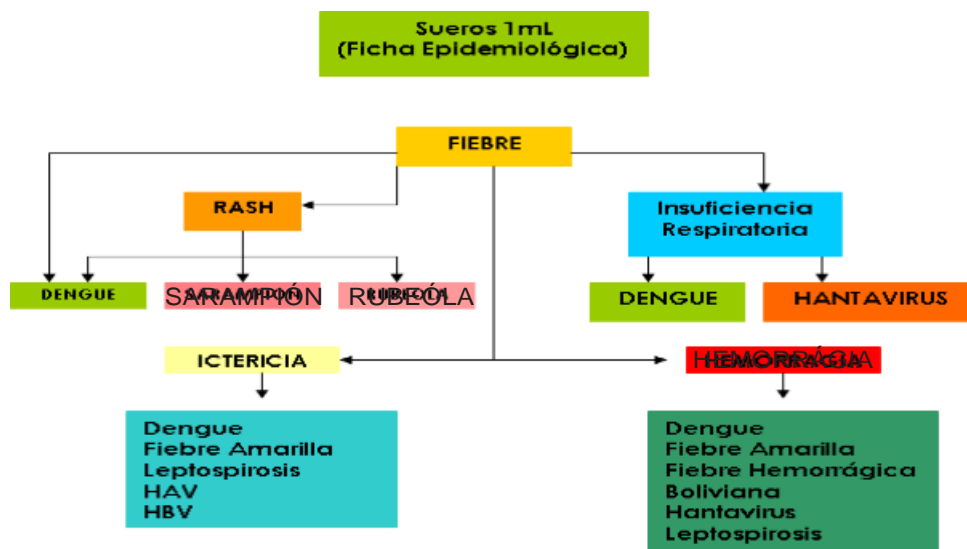 Sueros 1mL
(Ficha Epidemiológica)
FIEBRE
RASH
Insuficiencia
Respiratoria
DENGUE
SARAMPIÓN
RUBEÓLA
DENGUE
HANTAVIRUS
ICTERICIA
HEMORRÁGIA
Dengue
Fiebre Amarilla
Leptospirosis
HAV
HBV
Dengue
Fiebre Amarilla
Fiebre Hemorrágica
Boliviana
Hantavirus
Leptospirosis